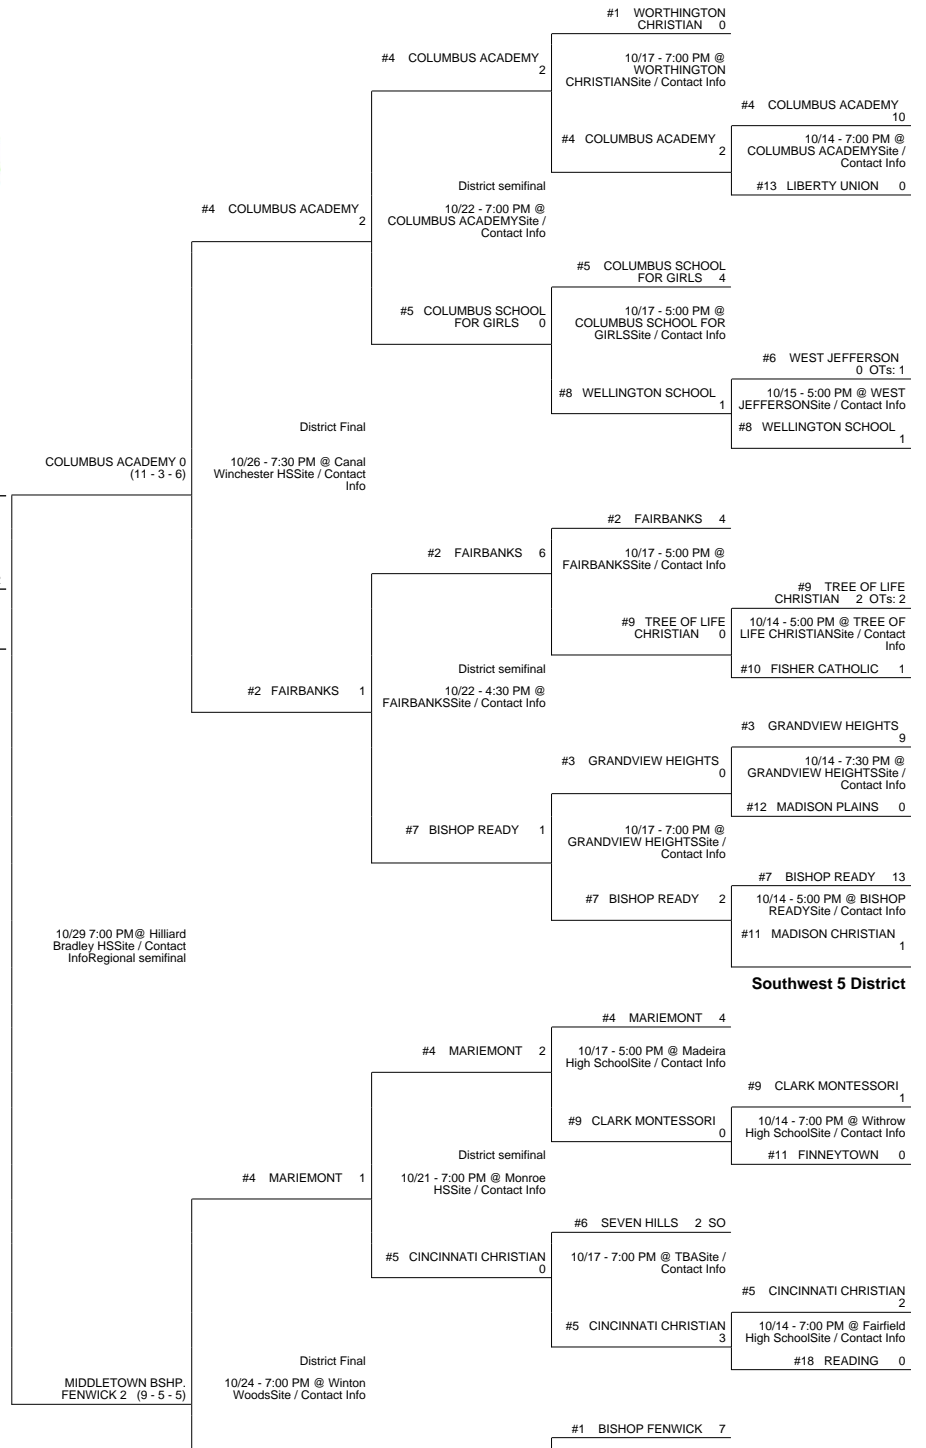 #1 WORTHINGTON
CHRISTIAN 0
#4 COLUMBUS ACADEMY
2
10/17 - 7:00 PM @
WORTHINGTON
CHRISTIANSite / Contact Info
#4 COLUMBUS ACADEMY
10
#4 COLUMBUS ACADEMY
2
10/14 - 7:00 PM @
COLUMBUS ACADEMYSite /
Contact Info
#13 LIBERTY UNION 0
District semifinal
10/22 - 7:00 PM @
COLUMBUS ACADEMYSite /
Contact Info
#4 COLUMBUS ACADEMY
2
#5 COLUMBUS SCHOOL
FOR GIRLS 4
#5 COLUMBUS SCHOOL
FOR GIRLS 0
10/17 - 5:00 PM @
COLUMBUS SCHOOL FOR
GIRLSSite / Contact Info
#6 WEST JEFFERSON
0 OTs: 1
#8 WELLINGTON SCHOOL
1
10/15 - 5:00 PM @ WEST
JEFFERSONSite / Contact Info
#8 WELLINGTON SCHOOL
1
District Final
10/26 - 7:30 PM @ Canal
Winchester HSSite / Contact
Info
COLUMBUS ACADEMY 0
(11 - 3 - 6)
#2 FAIRBANKS 4
#2 FAIRBANKS 6
10/17 - 5:00 PM @
FAIRBANKSSite / Contact Info
#9 TREE OF LIFE
CHRISTIAN 2 OTs: 2
#9 TREE OF LIFE
CHRISTIAN 0
10/14 - 5:00 PM @ TREE OF
LIFE CHRISTIANSite / Contact
Info
#10 FISHER CATHOLIC 1
District semifinal
10/22 - 4:30 PM @
FAIRBANKSSite / Contact Info
#2 FAIRBANKS 1
#3 GRANDVIEW HEIGHTS
9
#3 GRANDVIEW HEIGHTS
0
10/14 - 7:30 PM @
GRANDVIEW HEIGHTSSite /
Contact Info
#12 MADISON PLAINS 0
#7 BISHOP READY 1
10/17 - 7:00 PM @
GRANDVIEW HEIGHTSSite /
Contact Info
#7 BISHOP READY 13
#7 BISHOP READY 2
10/14 - 5:00 PM @ BISHOP
READYSite / Contact Info
#11 MADISON CHRISTIAN
1
10/29 7:00 PM@ Hilliard
Bradley HSSite / Contact
InfoRegional semifinal
Southwest 5 District
#4 MARIEMONT 4
#4 MARIEMONT 2
10/17 - 5:00 PM @ Madeira
High SchoolSite / Contact Info
#9 CLARK MONTESSORI
1
#9 CLARK MONTESSORI
0
10/14 - 7:00 PM @ Withrow
High SchoolSite / Contact Info
#11 FINNEYTOWN 0
District semifinal
10/21 - 7:00 PM @ Monroe
HSSite / Contact Info
#4 MARIEMONT 1
#6 SEVEN HILLS 2 SO
#5 CINCINNATI CHRISTIAN
0
10/17 - 7:00 PM @ TBASite /
Contact Info
#5 CINCINNATI CHRISTIAN
2
#5 CINCINNATI CHRISTIAN
3
10/14 - 7:00 PM @ Fairfield
High SchoolSite / Contact Info
#18 READING 0
District Final
10/24 - 7:00 PM @ Winton
WoodsSite / Contact Info
MIDDLETOWN BSHP.
FENWICK 2 (9 - 5 - 5)
#1 BISHOP FENWICK 7